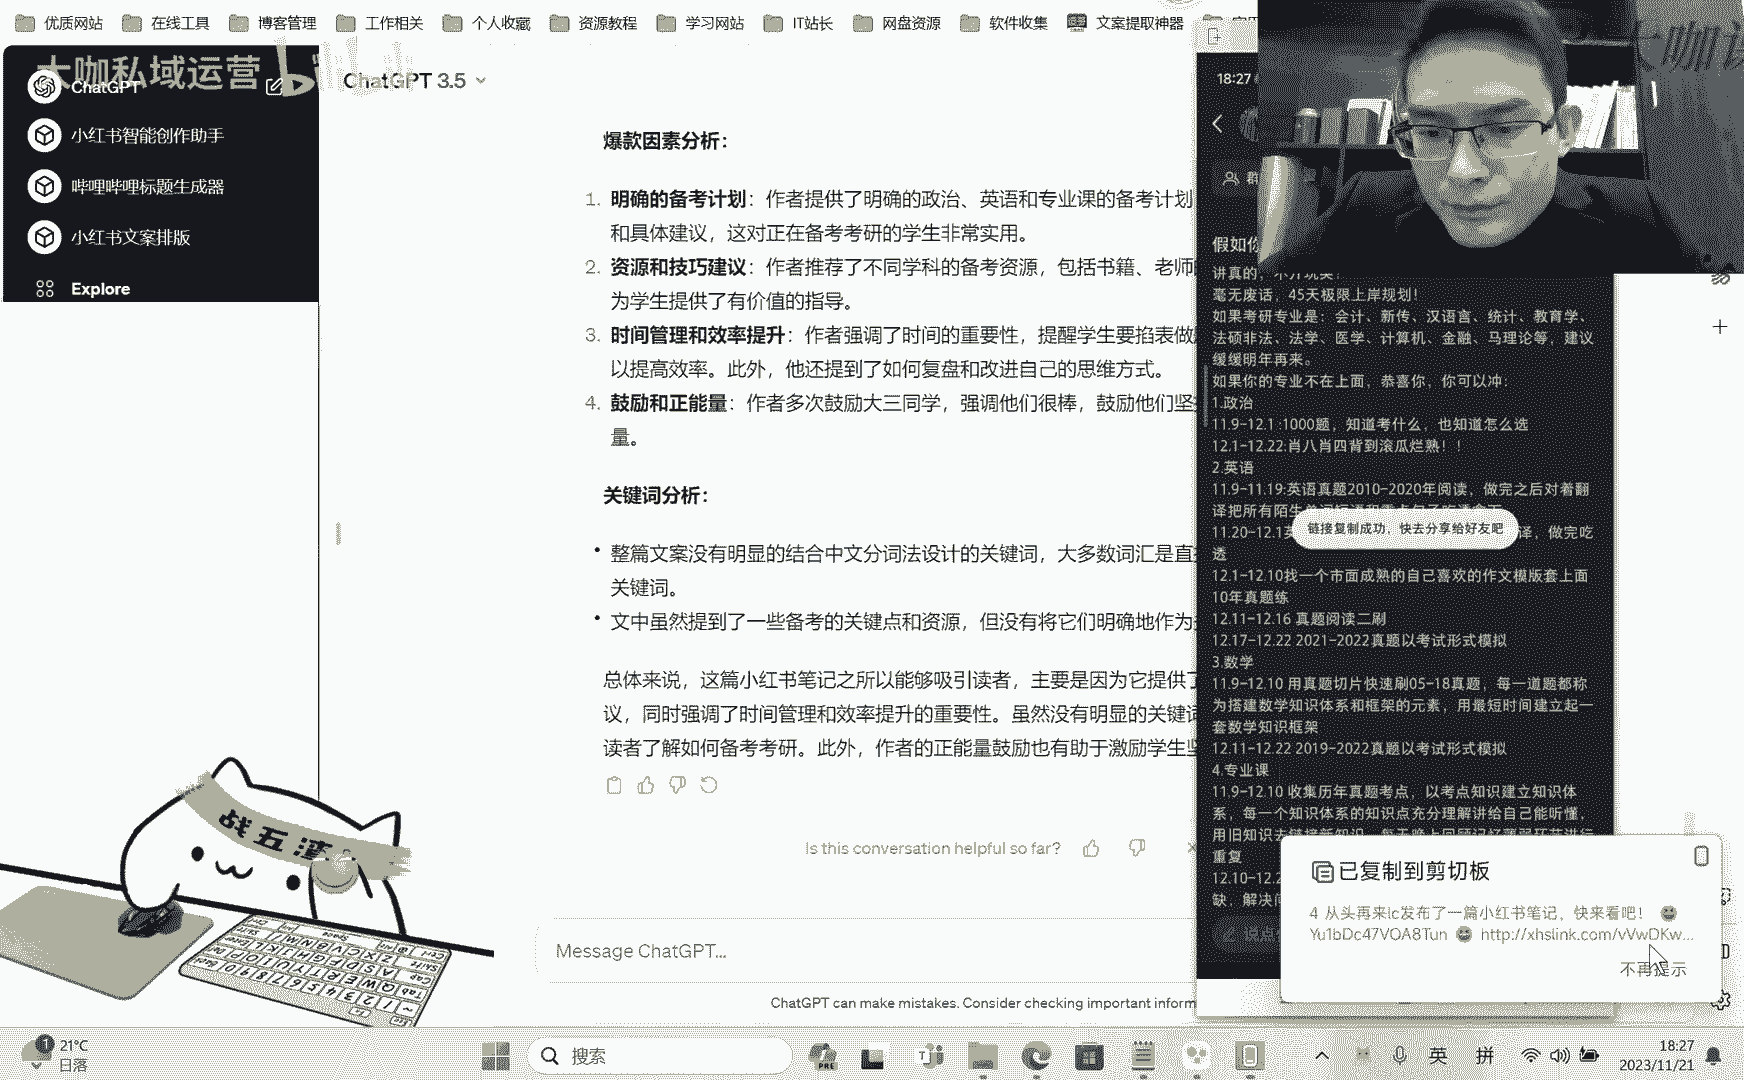 优质网站
在线工具
博客管理
工作相关
个人收藏
资源教程
学习网站
IT站长
网盘资源
软件收集
文案提取神器
大咖私域运营
ChatGPT
小红书智能创作助手
哔哩哔哩标题生成器
小红书文案排版
Explore
ChatGPT 3.5
爆款因素分析：
1. 明确的备考计划：作者提供了明确的政治、英语和专业课的备考计划
和具体建议，这对正在备考考研的学生非常实用。
2. 资源和技巧建议：作者推荐了不同学科的备考资源，包括书籍、老师
为学生提供了有价值的指导。
3. 时间管理和效率提升：作者强调了时间的重要性，提醒学生要掐表做
以提高效率。此外，他还提到了如何复盘和改进自己的思维方式。
4. 鼓励和正能量：作者多次鼓励大三同学，强调他们很棒，鼓励他们坚
量。
关键词分析：
• 整篇文案没有明显的结合中文分词法设计的关键词，大多数词汇是直
关键词。
• 文中虽然提到了一些备考的关键点和资源，但没有将它们明确地作为
总体来说，这篇小红书笔记之所以能够吸引读者，主要是因为它提供了
议，同时强调了时间管理和效率提升的重要性。虽然没有明显的关键词
读者了解如何备考考研。此外，作者的正能量鼓励也有助于激励学生坚
Is this conversation helpful so far?
Message ChatGPT...
ChatGPT can make mistakes. Consider checking important inform
18:27
群
假如你
讲真的，不开玩笑！
毫无废话，45天极限上岸规划！
如果考研专业是：会计、新传、汉语言、统计、教育学、
法硕非法、法学、医学、计算机、金融、马理论等，建议
缓缓明年再来。
如果你的专业不在上面，恭喜你，你可以冲：
1.政治
11.9-12.1 :1000题，知道考什么，也知道怎么选
12.1-12.22:肖八肖四背到滚瓜烂熟！！
2.英语
11.9-11.19:英语真题2010-2020年阅读，做完之后对着翻
译把所有陌生
11.20-12.1 译，做完吃
透
链接复制成功，快去分享给好友吧
12.1-12.10找一个市面成熟的自己喜欢的作文模版套上面
10年真题练
12.11-12.16 真题阅读二刷
12.17-12.22 2021-2022真题以考试形式模拟
3.数学
11.9-12.10 用真题切片快速刷05-18真题，每一道题都称
为搭建数学知识体系和框架的元素，用最短时间建立起一
套数学知识框架
12.11-12.22 2019-2022真题以考试形式模拟
4.专业课
11.9-12.10 收集历年真题考点，以考点知识建立知识体
系，每一个知识体系的知识点充分理解讲给自己能听懂，
用旧知识去链接新知识，每天晚上回顾记好薄弱环节进行
重复
12.10-12.2
缺，解决问
说点
已复制到剪切板
4 从头再来lc发布了一篇小红书笔记，快来看吧！
Yu1bDc47VOA8Tun http://xhslink.com/vVwDKw...
不再提示
战五渣
1
21°C
日落
搜索
PRE
英
拼
18:27
2023/11/21